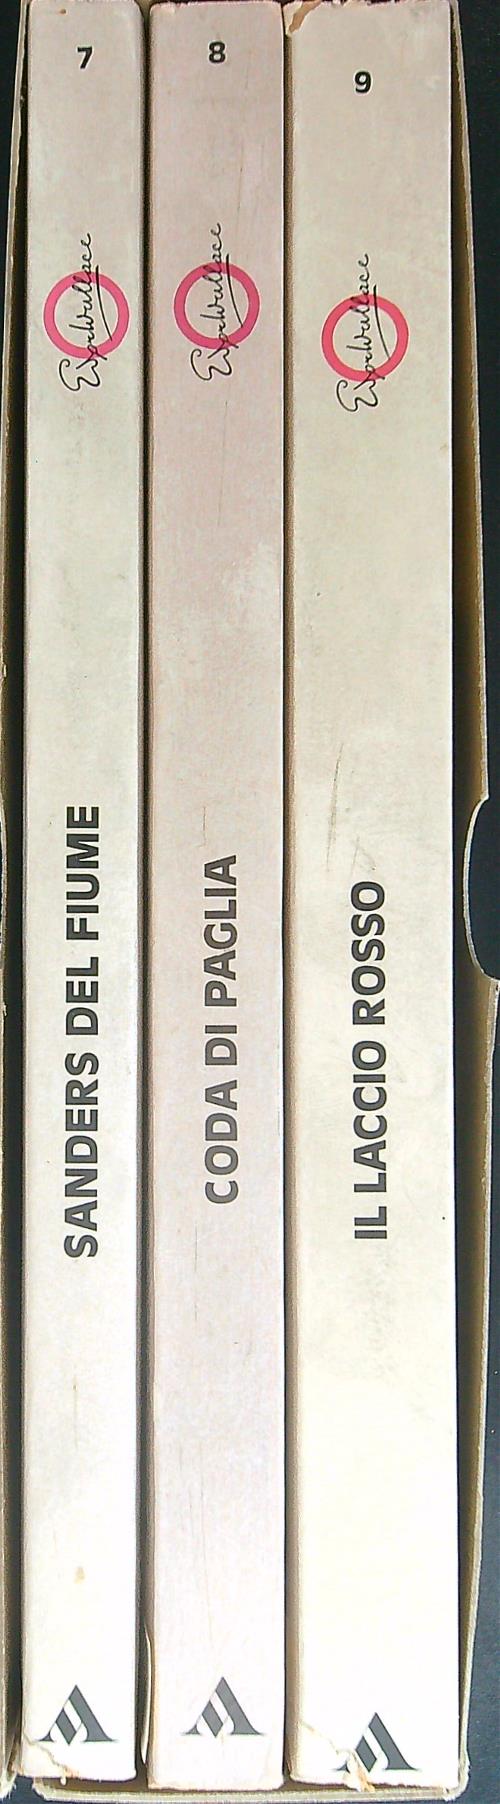 7
Edgar Wallace
SANDERS DEL FIUME
8
Edgar Wallace
CODA DI PAGLIA
9
Edgar Wallace
IL LACCIO ROSSO